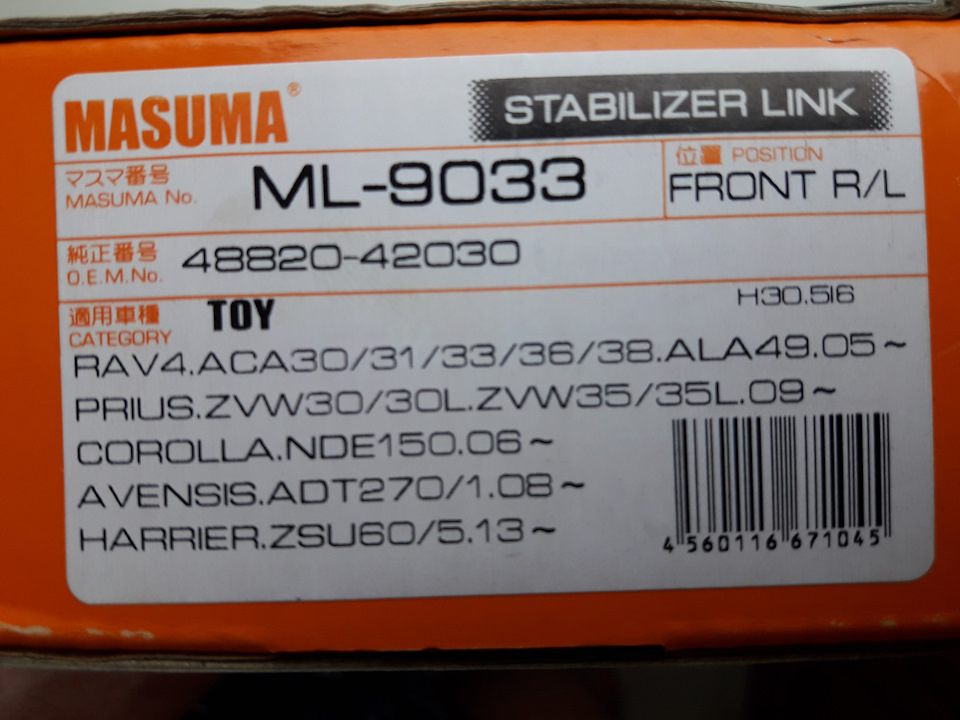 MASUMA®
STABILIZER LINK
マスマ番号
MASUMA No.
ML-9033
位置 POSITION
FRONT R/L
純正番号
O.E.M.No.
48820-42030
適用車種
CATEGORY
TOY
H30.516
RAV4.ACA30/31/33/36/38.ALA49.05~
PRIUS.ZVW30/30L.ZVW35/35L.09~
COROLLA.NDE150.06~
AVENSIS.ADT270/1.08~
HARRIER.ZSU60/5.13~
4 560116 671045